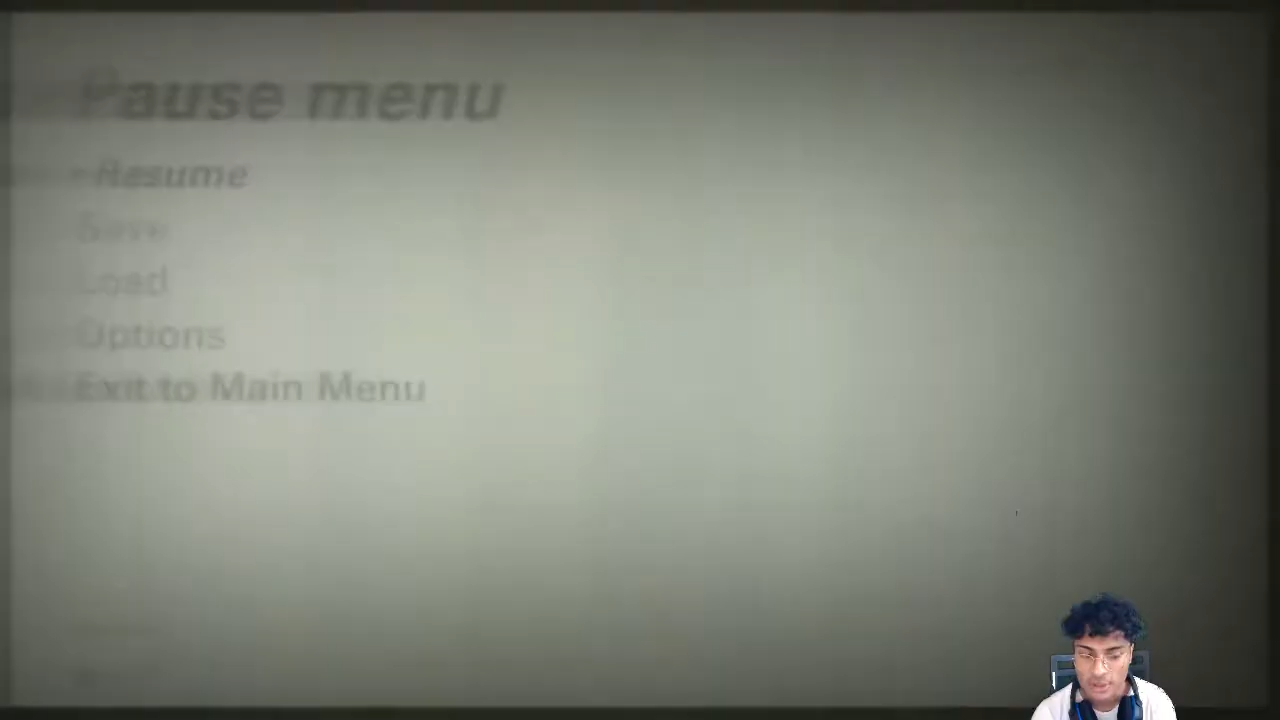 Pause menu
Resume
Save
Load
Options
Exit to Main Menu